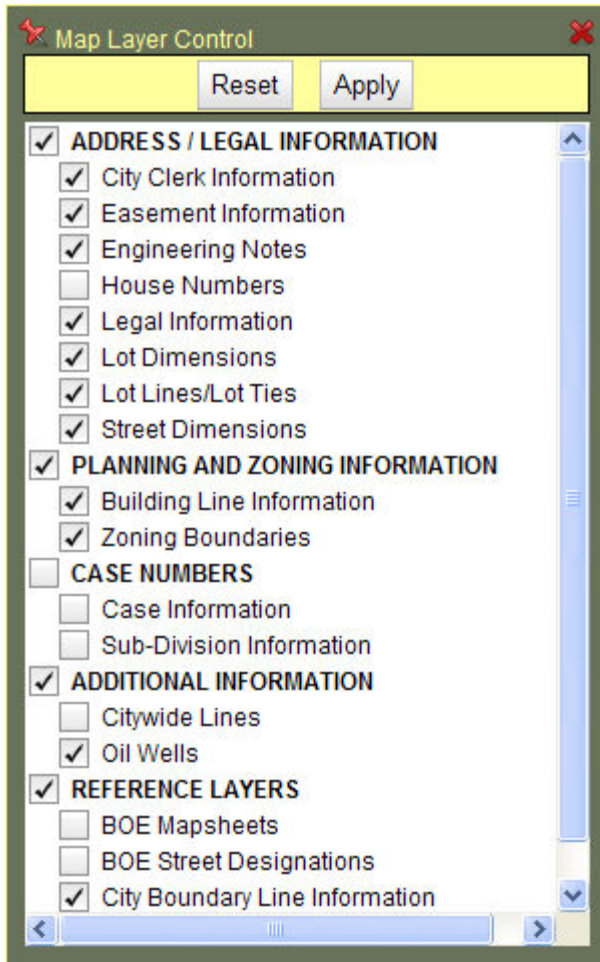 Map Layer Control
Reset Apply
ADDRESS / LEGAL INFORMATION
City Clerk Information
Easement Information
Engineering Notes
House Numbers
Legal Information
Lot Dimensions
Lot Lines/Lot Ties
Street Dimensions
PLANNING AND ZONING INFORMATION
Building Line Information
Zoning Boundaries
CASE NUMBERS
Case Information
Sub-Division Information
ADDITIONAL INFORMATION
Citywide Lines
Oil Wells
REFERENCE LAYERS
BOE Mapsheets
BOE Street Designations
City Boundary Line Information